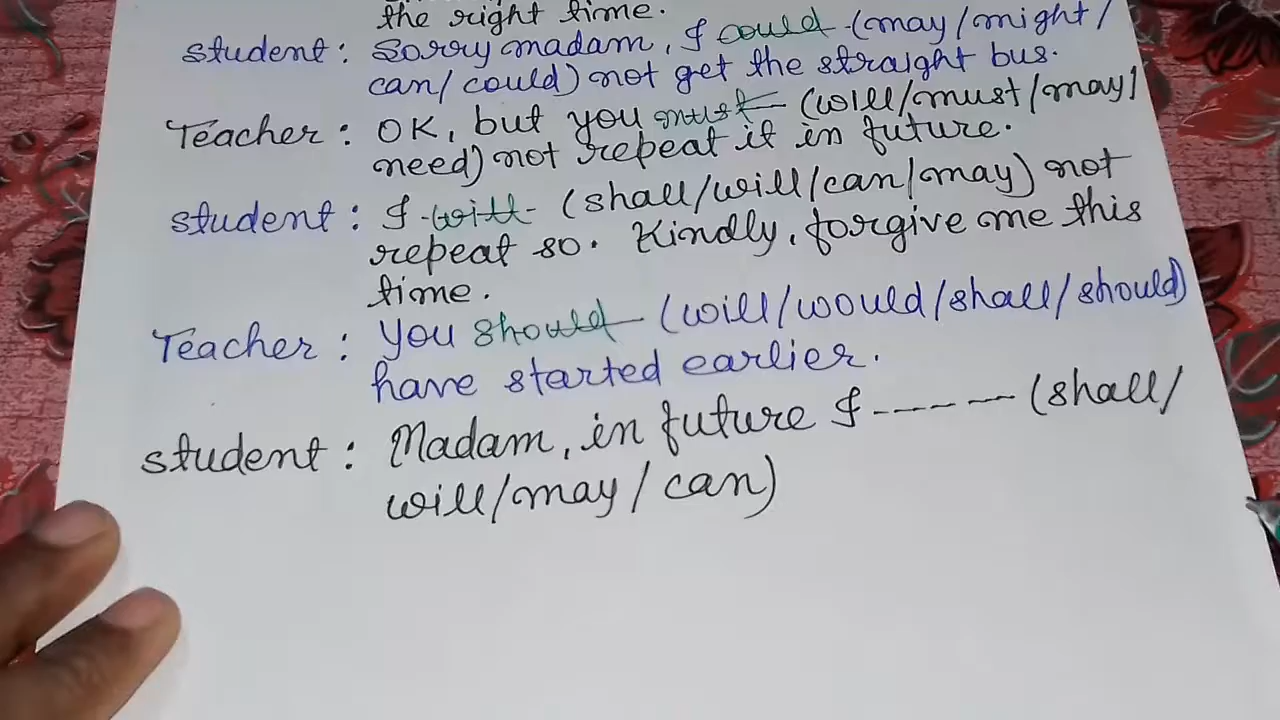 the right time.
student: Sorry madam, I could (may/might/
can/could) not get the straight bus.
Teacher: OK, but you must (will/must/may/
need) not repeat it in future.
student: I will (shall/will/can/may) not
repeat so. Kindly, forgive me this
time.
Teacher: You should (will/would/shall/should)
have started earlier.
student: Madam, in future I ----- (shall/
will/may/can)